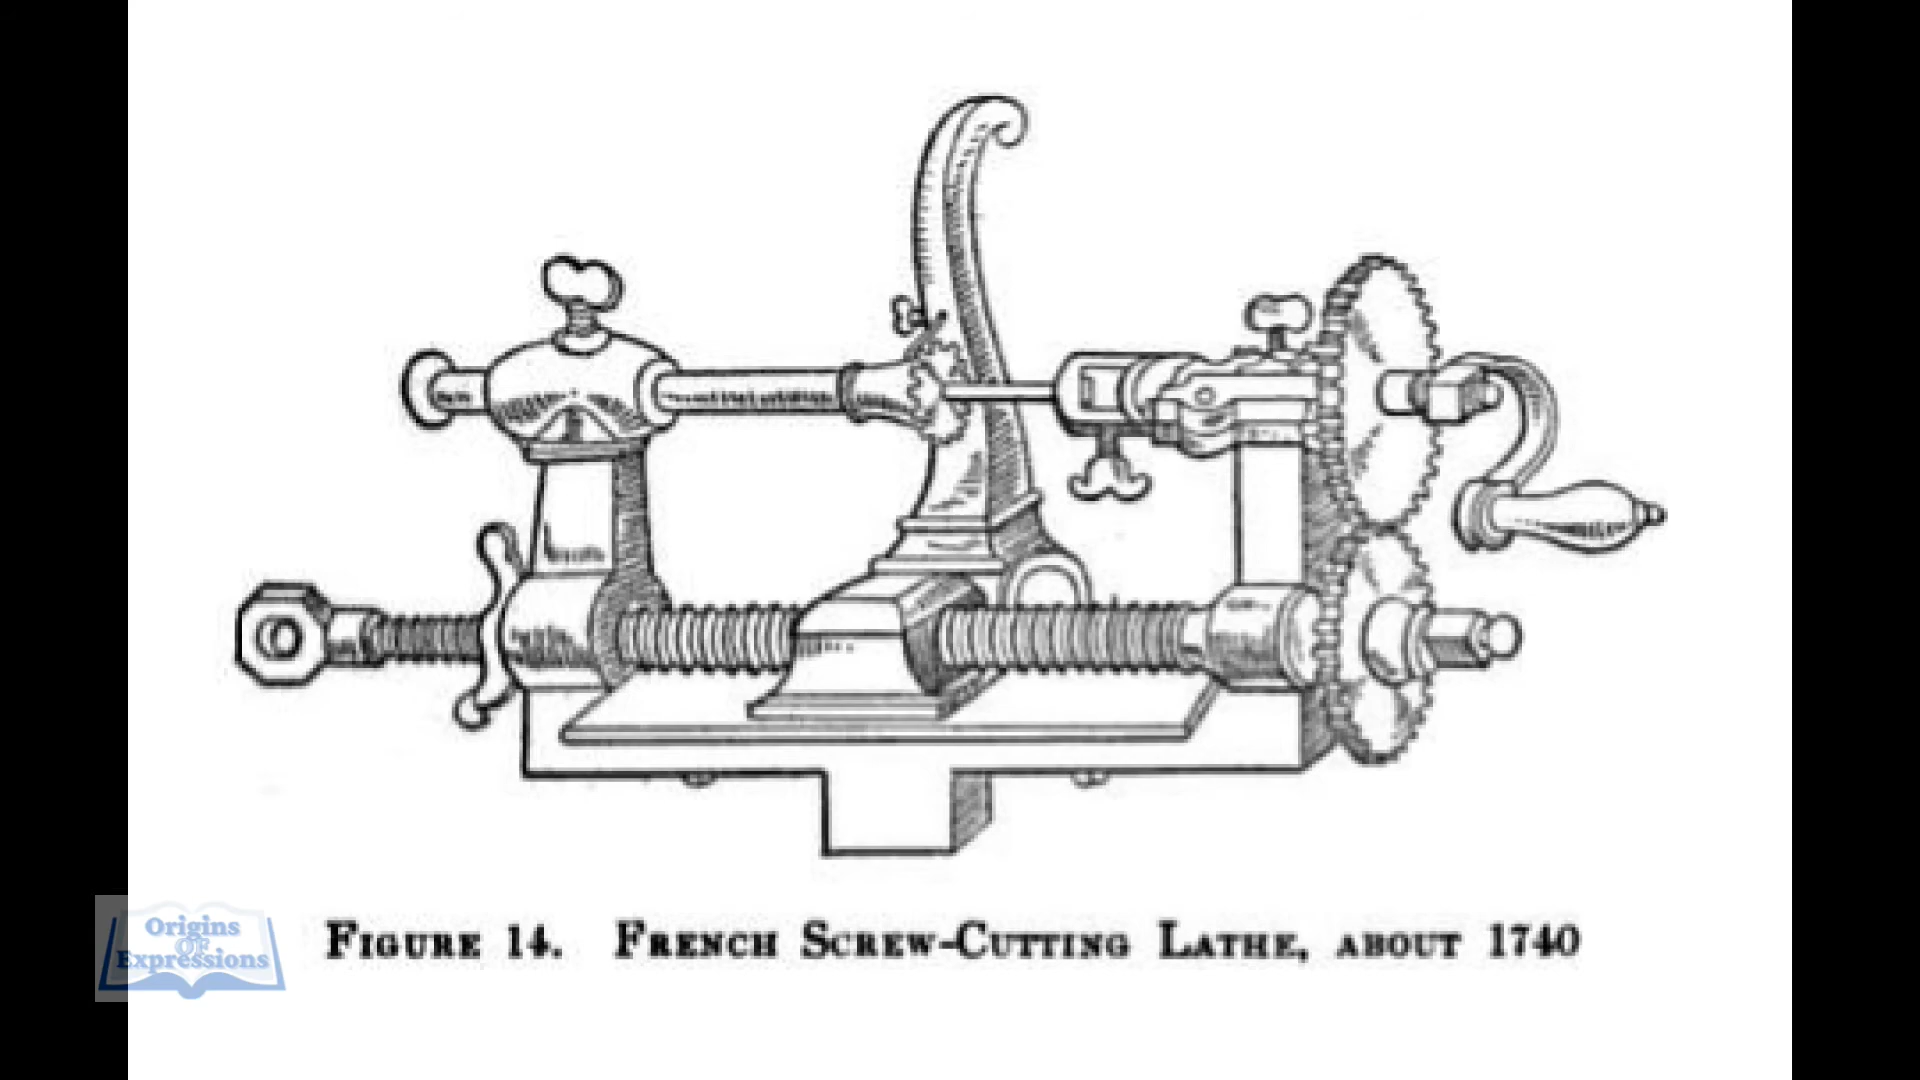 Origins
OF
Expressions
FIGURE 14. FRENCH SCREW-CUTTING LATHE, ABOUT 1740